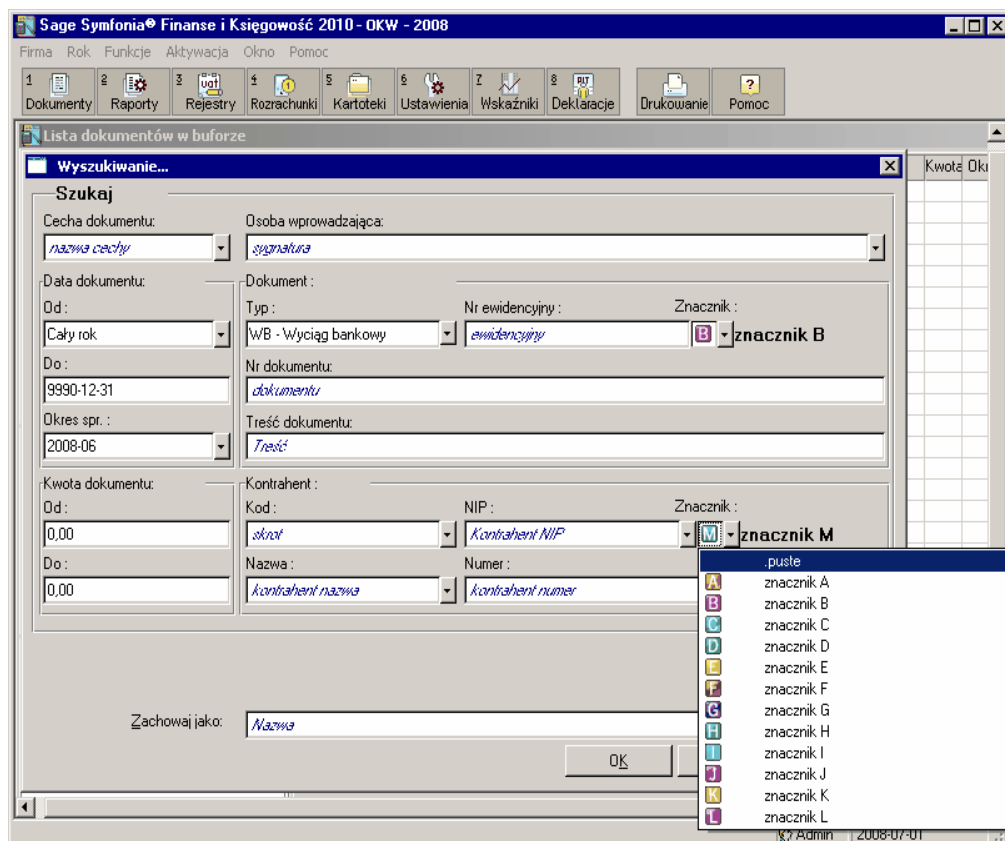 Sage Symfonia® Finanse i Księgowość 2010 - OKW - 2008
Firma Rok Funkcje Aktywacja Okno Pomoc
1 2 3 4 5 6 7 8
Dokumenty Raporty Rejestry Rozrachunki Kartoteki Ustawienia Wskaźniki Deklaracje Drukowanie Pomoc
Lista dokumentów w buforze
Wyszukiwanie...
Kwota
Szukaj
Cecha dokumentu: Osoba wprowadzająca:
nazwa cechy sygnatura
Data dokumentu: Dokument :
Od : Typ : Nr ewidencyjny : Znacznik :
Cały rok WB - Wyciąg bankowy ewidencyjny B znacznik B
Do : Nr dokumentu:
9990-12-31 dokumentu
Okres spr. : Treść dokumentu:
2008-06 Treść
Kwota dokumentu: Kontrahent :
Od : Kod : NIP : Znacznik :
0,00 skrot Kontrahent NIP M znacznik M
Do : Nazwa : Numer :
0,00 kontrahent nazwa kontrahent numer
.puste
A znacznik A
B znacznik B
C znacznik C
D znacznik D
E znacznik E
F znacznik F
G znacznik G
H znacznik H
I znacznik I
J znacznik J
K znacznik K
L znacznik L
Zachowaj jako: Nazwa
OK
Admin 2008-07-01